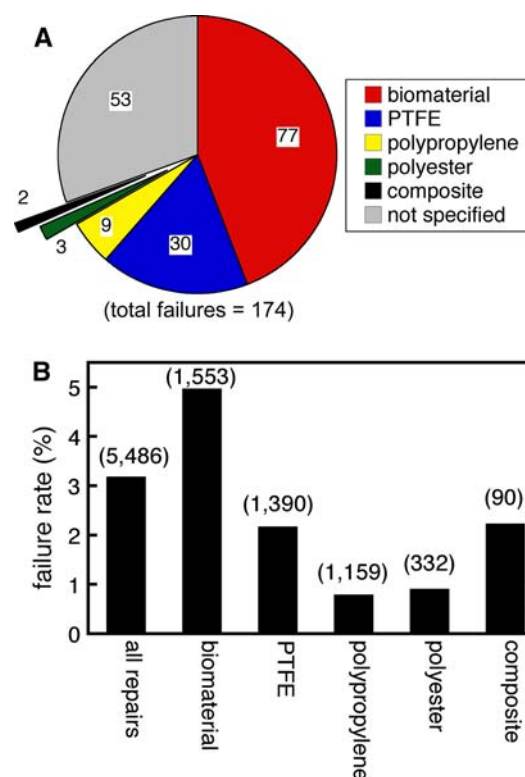 A
53
77
2
3
9
30
biomaterial
PTFE
polypropylene
polyester
composite
not specified
(total failures = 174)
B
failure rate (%)
5
4
3
2
1
0
(5,486)
(1,553)
(1,390)
(1,159)
(332)
(90)
all repairs
biomaterial
PTFE
polypropylene
polyester
composite